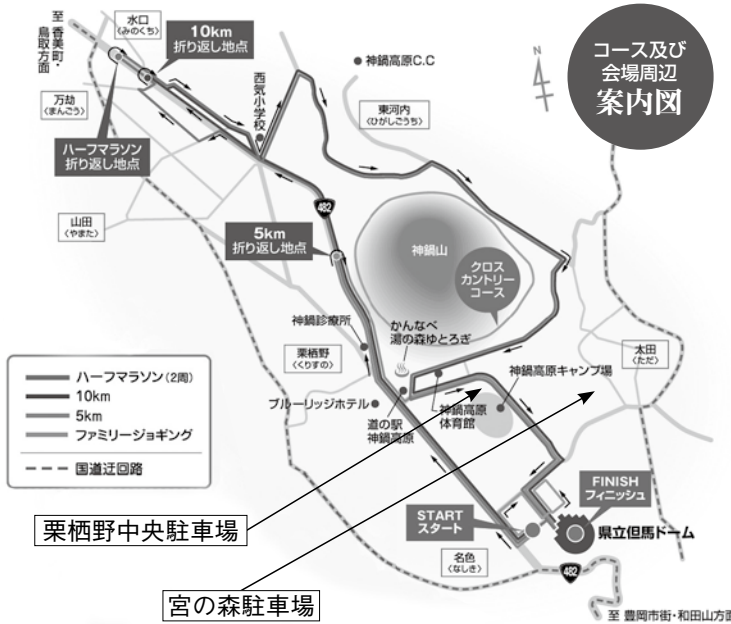 コース及び
会場周辺
案内図
至 香美町・
鳥取方面
水口
〈みのくち〉
10km
折り返し地点
神鍋高原C.C
N
西気小学校
東河内
〈ひがしごうち〉
万劫
〈まんごう〉
ハーフマラソン
折り返し地点
山田
〈やまた〉
482
5km
折り返し地点
神鍋山
クロス
カントリー
コース
神鍋診療所
かんなべ
湯の森ゆとろぎ
栗栖野
〈くりすの〉
太田
〈ただ〉
ハーフマラソン(2周)
10km
5km
ファミリージョギング
国道迂回路
神鍋高原キャンプ場
ブルーリッジホテル
道の駅
神鍋高原
神鍋高原
体育館
FINISH
フィニッシュ
START
スタート
県立但馬ドーム
栗栖野中央駐車場
名色
〈なしき〉
482
宮の森駐車場
至 豊岡市街・和田山方面